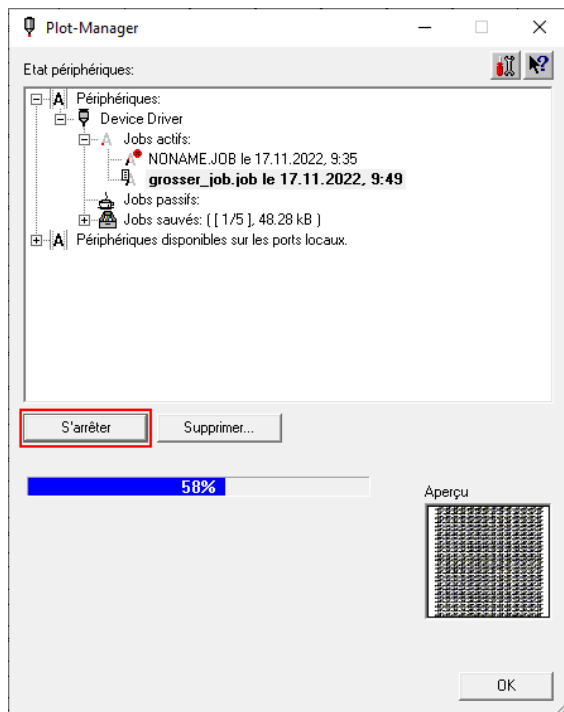 Plot-Manager
Etat périphériques:
Périphériques:
Device Driver
Jobs actifs:
NONAME.JOB le 17.11.2022, 9:35
grosser_job.job le 17.11.2022, 9:49
Jobs passifs:
Jobs sauvés: ( [ 1/5 ], 48.28 kB )
Périphériques disponibles sur les ports locaux.
S'arrêter
Supprimer...
58%
Aperçu
OK